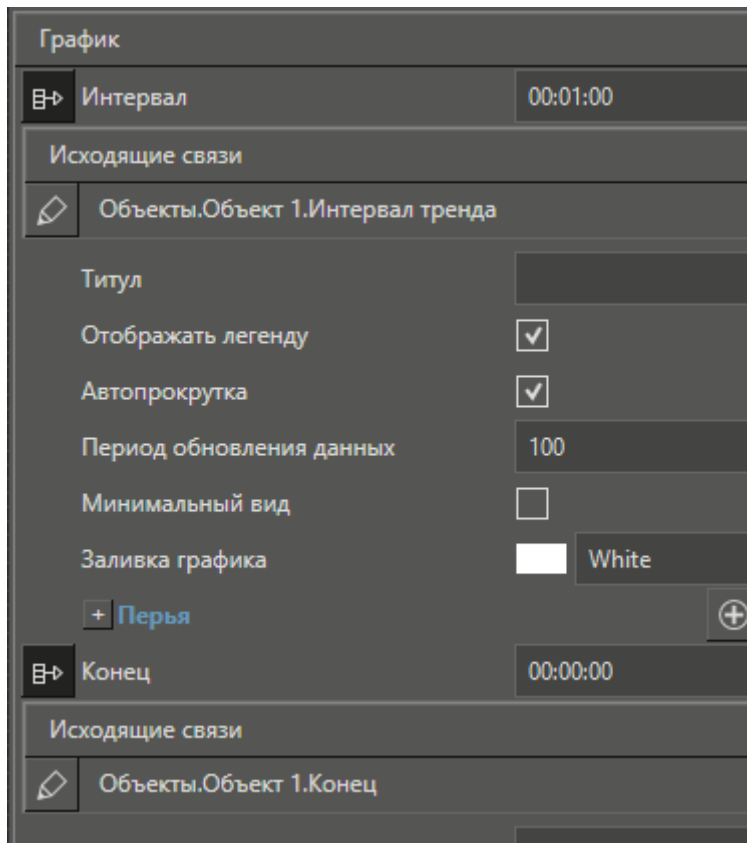 График
Интервал 00:01:00
Исходящие связи
Объекты.Объект 1.Интервал тренда
Титул
Отображать легенду
Автопрокрутка
Период обновления данных 100
Минимальный вид
Заливка графика White
+ Перья
Конец 00:00:00
Исходящие связи
Объекты.Объект 1.Конец